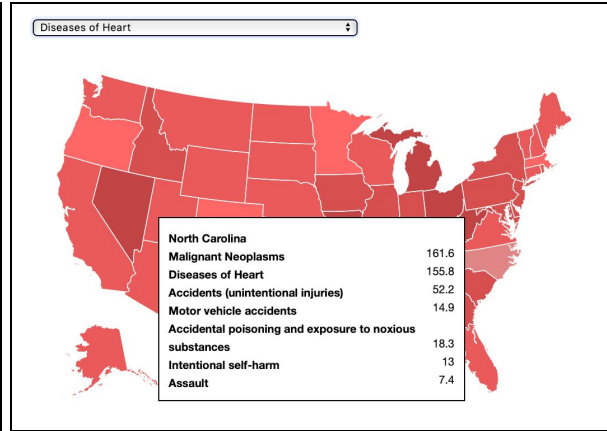 Diseases of Heart
North Carolina
Malignant Neoplasms 161.6
Diseases of Heart 155.8
Accidents (unintentional injuries) 52.2
Motor vehicle accidents 14.9
Accidental poisoning and exposure to noxious
substances 18.3
Intentional self-harm 13
Assault 7.4